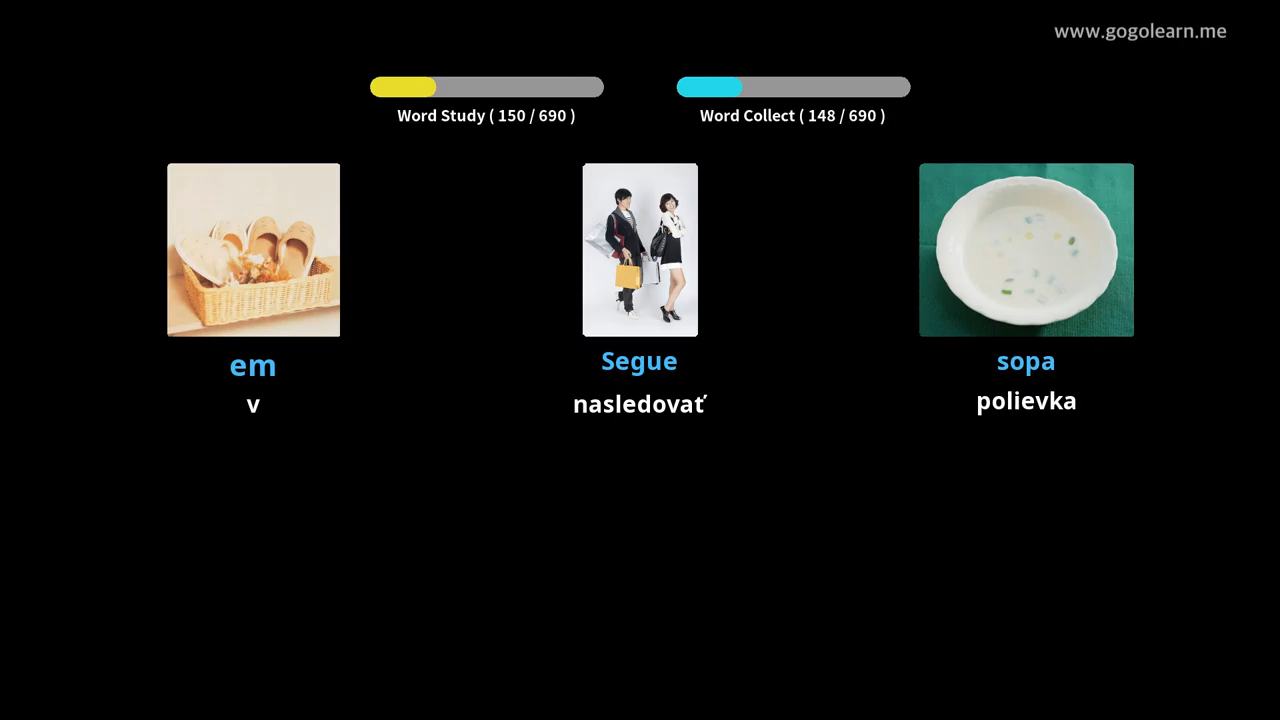 www.gogolearn.me
Word Study ( 150 / 690 )
Word Collect ( 148 / 690 )
em
Segue
sopa
v
nasledovať
polievka